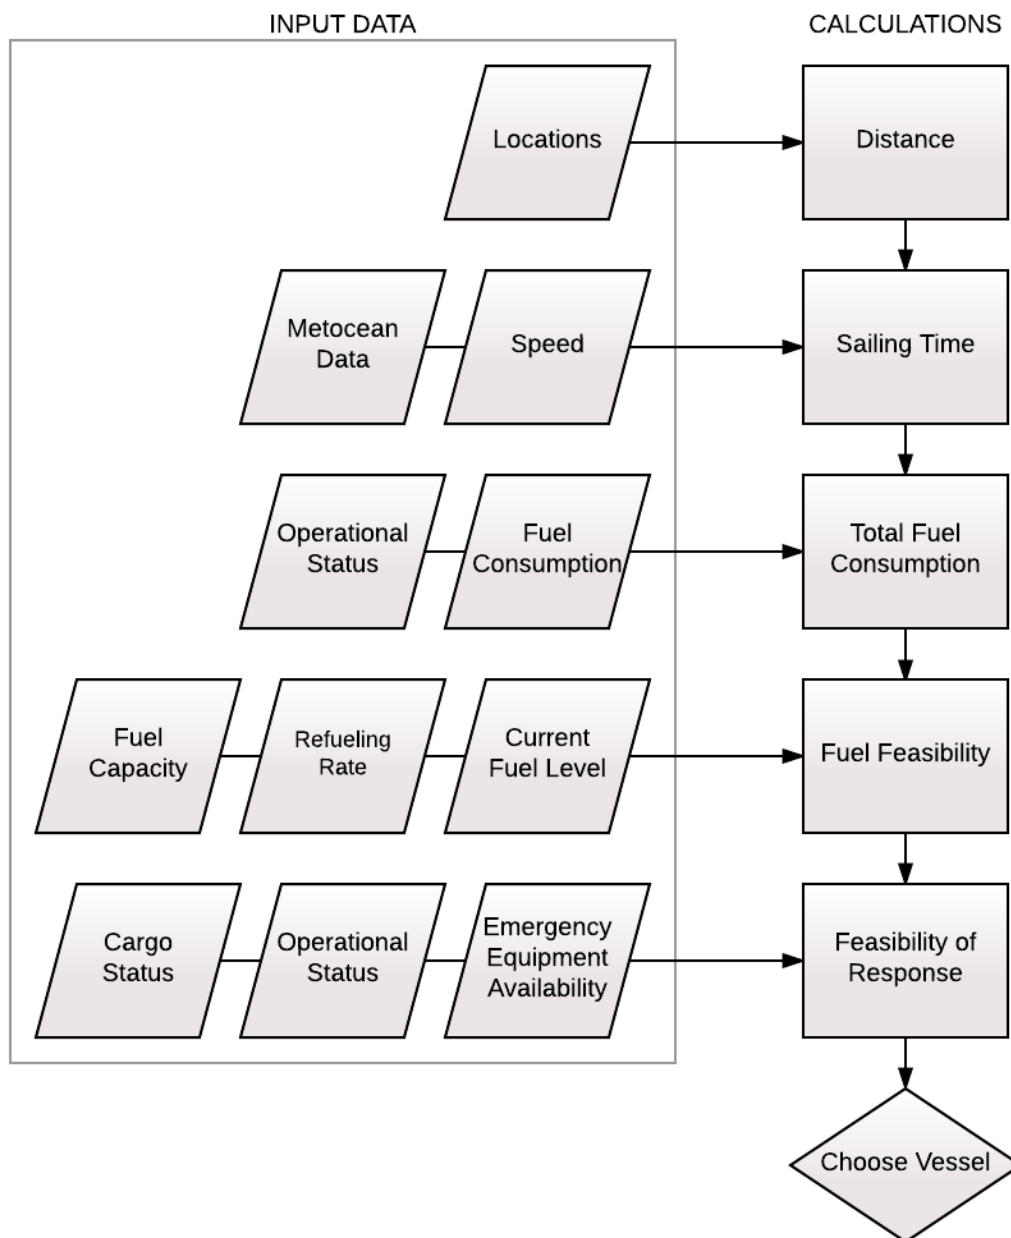 INPUT DATA
CALCULATIONS
Locations
Distance
Metocean
Data
Speed
Sailing Time
Operational
Status
Fuel
Consumption
Total Fuel
Consumption
Fuel
Capacity
Refueling
Rate
Current
Fuel Level
Fuel Feasibility
Cargo
Status
Operational
Status
Emergency
Equipment
Availability
Feasibility of
Response
Choose Vessel